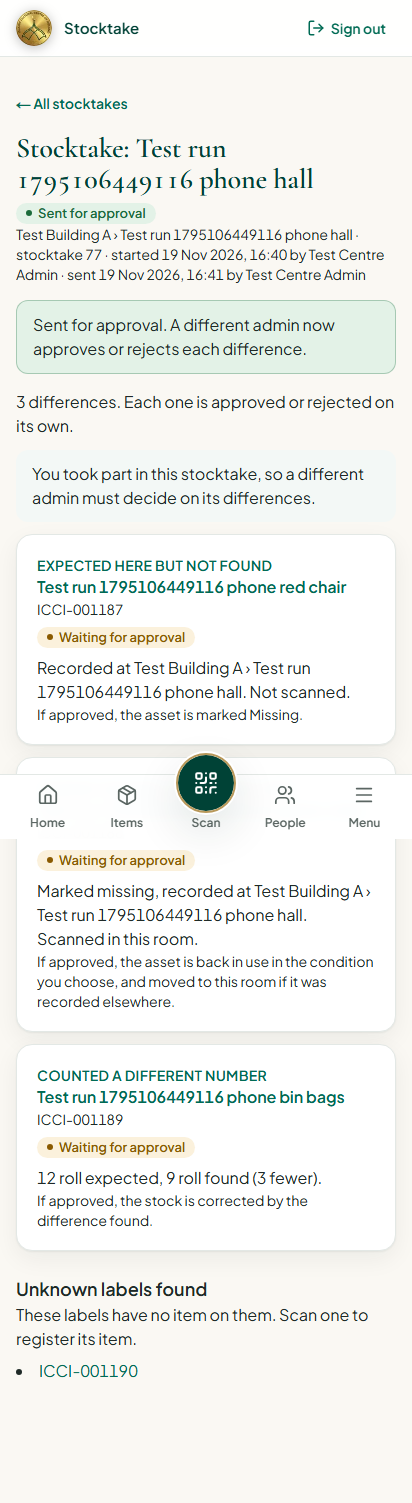 Stocktake
Sign out
← All stocktakes
Stocktake: Test run
1795106449116 phone hall
Sent for approval
Test Building A › Test run 1795106449116 phone hall ·
stocktake 77 · started 19 Nov 2026, 16:40 by Test Centre
Admin · sent 19 Nov 2026, 16:41 by Test Centre Admin
Sent for approval. A different admin now
approves or rejects each difference.
3 differences. Each one is approved or rejected on
its own.
You took part in this stocktake, so a different
admin must decide on its differences.
EXPECTED HERE BUT NOT FOUND
Test run 1795106449116 phone red chair
ICCI-001187
Waiting for approval
Recorded at Test Building A › Test run
1795106449116 phone hall. Not scanned.
If approved, the asset is marked Missing.
Home
Items
Scan
People
Menu
Waiting for approval
Marked missing, recorded at Test Building A ›
Test run 1795106449116 phone hall.
Scanned in this room.
If approved, the asset is back in use in the condition
you choose, and moved to this room if it was
recorded elsewhere.
COUNTED A DIFFERENT NUMBER
Test run 1795106449116 phone bin bags
ICCI-001189
Waiting for approval
12 roll expected, 9 roll found (3 fewer).
If approved, the stock is corrected by the
difference found.
Unknown labels found
These labels have no item on them. Scan one to
register its item.
• ICCI-001190